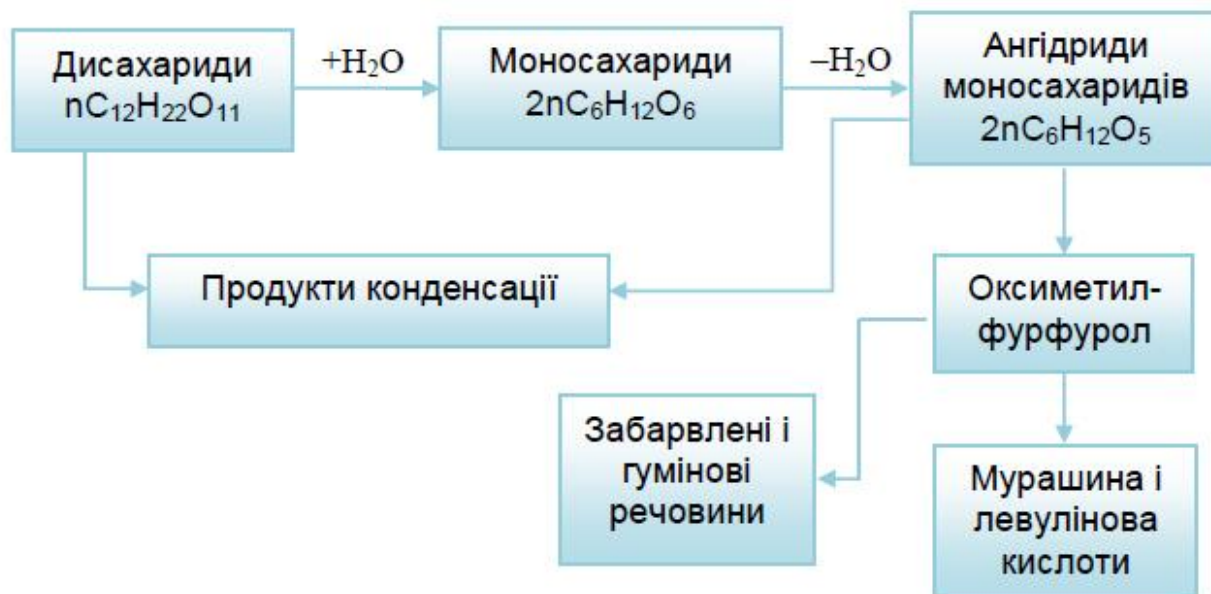 Дисахариди
nC₁₂H₂₂O₁₁
+H₂O
Моносахариди
2nC₆H₁₂O₆
–H₂O
Ангідриди
моносахаридів
2nC₆H₁₂O₅
Продукти конденсації
Оксиметил-
фурфурол
Забарвлені і
гумінові
речовини
Мурашина і
левулінова
кислоти